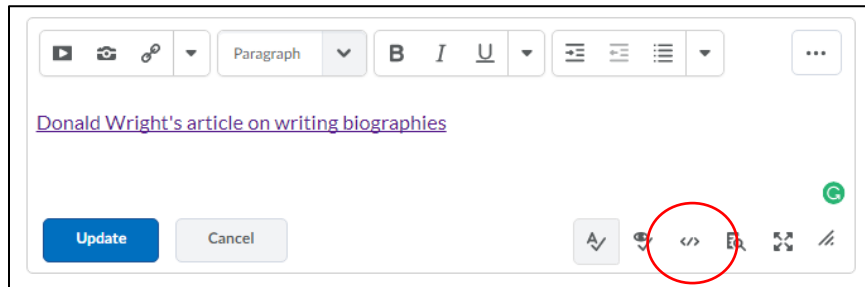 Paragraph B I U
Donald Wright's article on writing biographies
Update Cancel </>